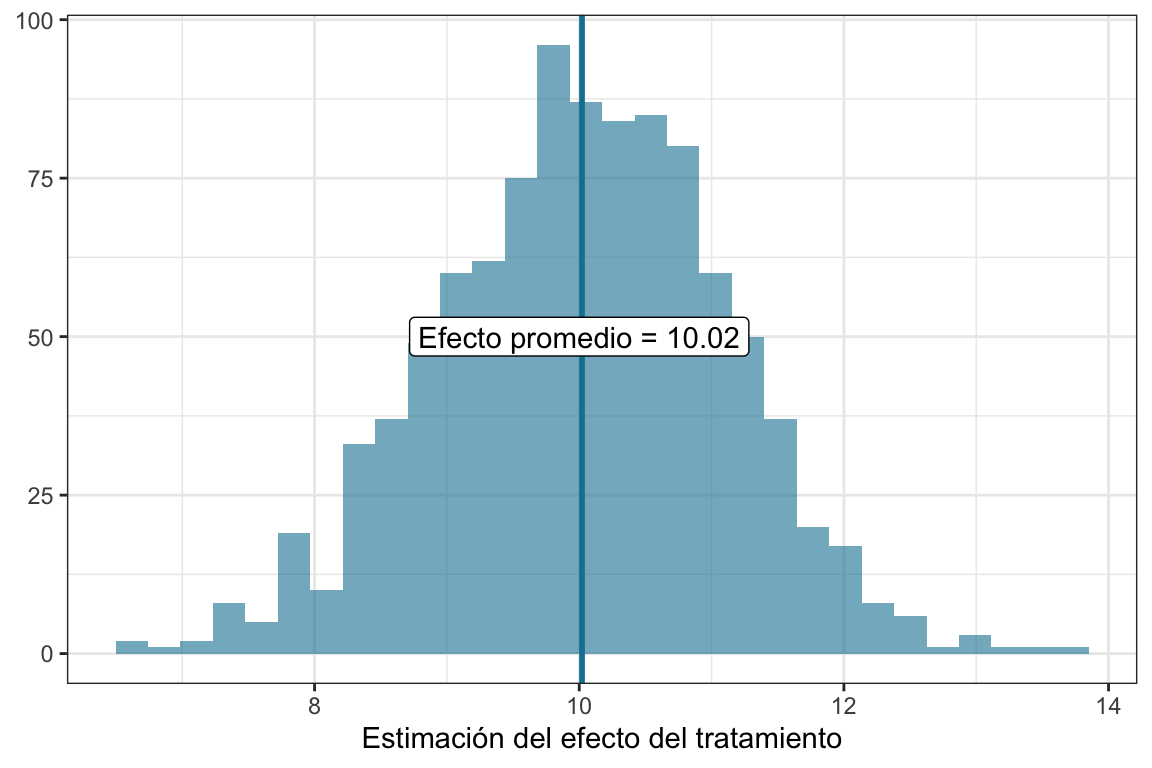 100
75
50
25
0
Efecto promedio = 10.02
8 10 12 14
Estimación del efecto del tratamiento